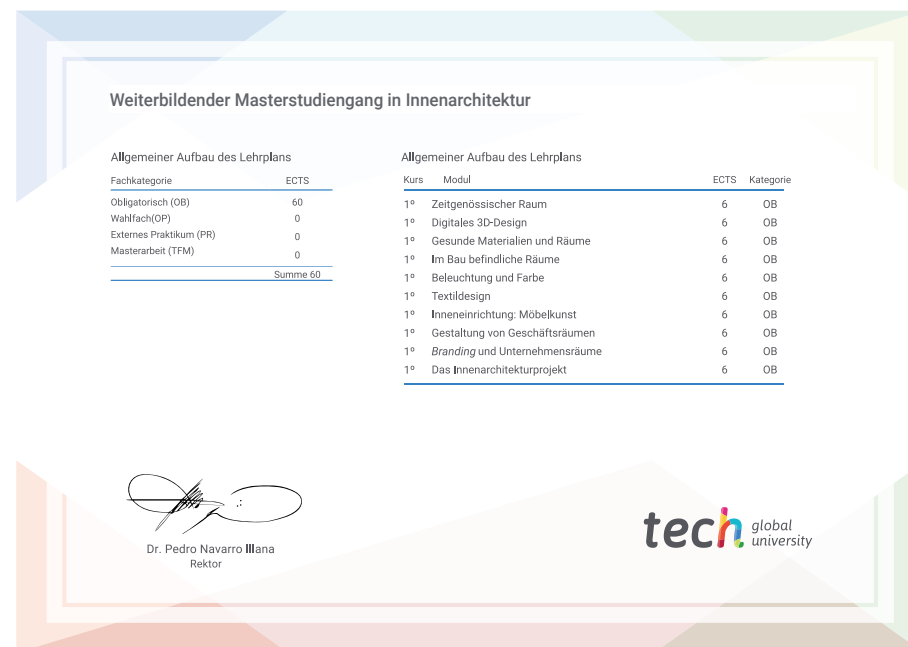 Weiterbildender Masterstudiengang in Innenarchitektur
Allgemeiner Aufbau des Lehrplans
Fachkategorie ECTS
Obligatorisch (OB) 60
Wahlfach(OP) 0
Externes Praktikum (PR) 0
Masterarbeit (TFM) 0
Summe 60
Allgemeiner Aufbau des Lehrplans
Kurs Modul ECTS Kategorie
1º Zeitgenössischer Raum 6 OB
1º Digitales 3D-Design 6 OB
1º Gesunde Materialien und Räume 6 OB
1º Im Bau befindliche Räume 6 OB
1º Beleuchtung und Farbe 6 OB
1º Textildesign 6 OB
1º Inneneinrichtung: Möbelkunst 6 OB
1º Gestaltung von Geschäftsräumen 6 OB
1º Branding und Unternehmensräume 6 OB
1º Das Innenarchitekturprojekt 6 OB
Dr. Pedro Navarro Illana
Rektor
tech global
university